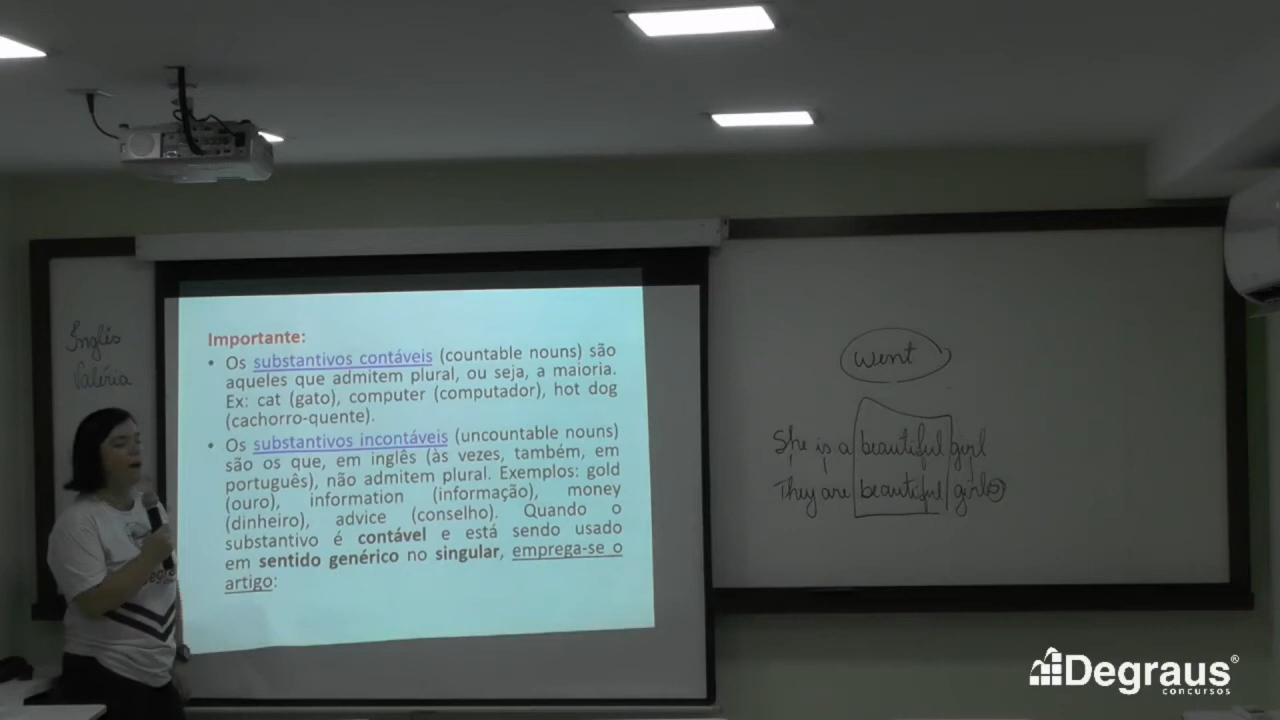 Inglês
Valéria
Importante:
• Os substantivos contáveis (countable nouns) são
aqueles que admitem plural, ou seja, a maioria.
Ex: cat (gato), computer (computador), hot dog
(cachorro-quente).
• Os substantivos incontáveis (uncountable nouns)
são os que, em inglês (às vezes, também, em
português), não admitem plural. Exemplos: gold
(ouro), information (informação), money
(dinheiro), advice (conselho). Quando o
substantivo é contável e está sendo usado
em sentido genérico no singular, emprega-se o
artigo:
went
She is a beautiful girl
They are beautiful girls
Degraus®
concursos